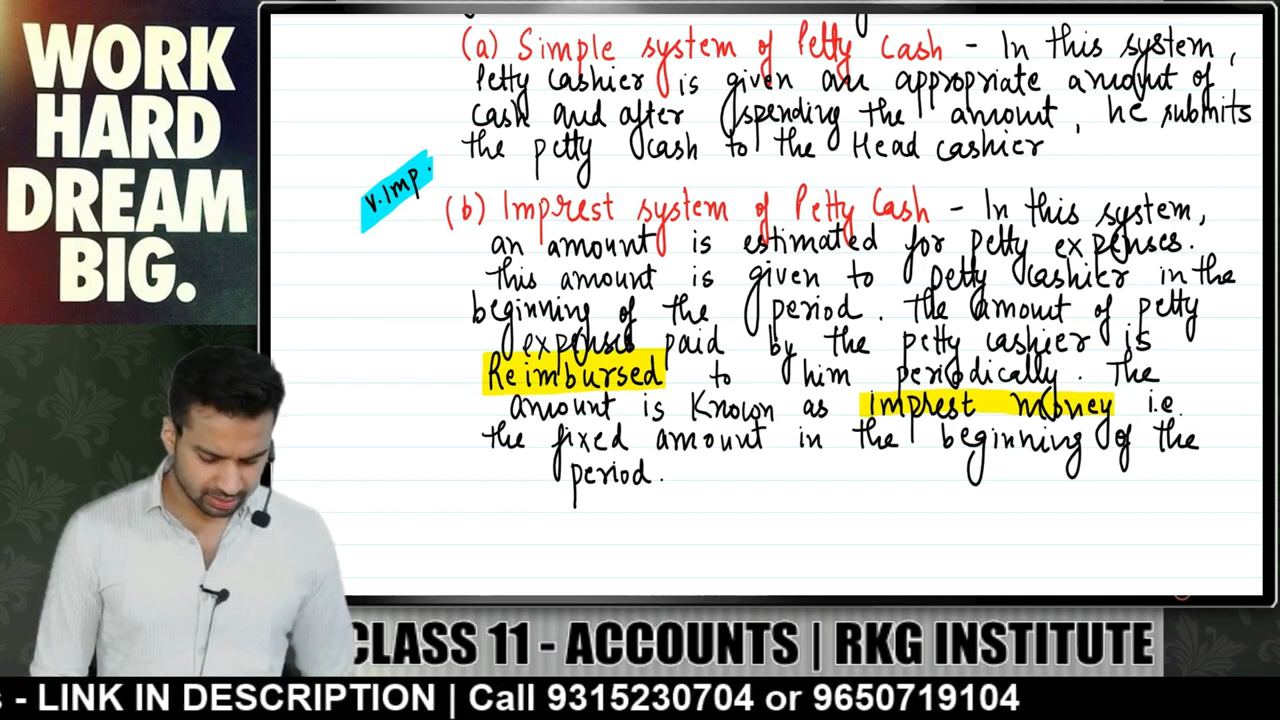 WORK
HARD
DREAM
BIG.
(a) Simple system of Petty Cash - In this system,
Petty cashier is given an appropriate amount of
cash and after spending the amount, he submits
the petty cash to the Head cashier
V.Imp.
(b) Imprest system of Petty Cash - In this system,
an amount is estimated for petty expenses.
This amount is given to petty cashier in the
beginning of the period. The amount of petty
expenses paid by the petty cashier is
Reimbursed to him periodically. The
amount is Known as imprest money i.e.
the fixed amount in the beginning of the
period.
CLASS 11 - ACCOUNTS | RKG INSTITUTE
- LINK IN DESCRIPTION | Call 9315230704 or 9650719104